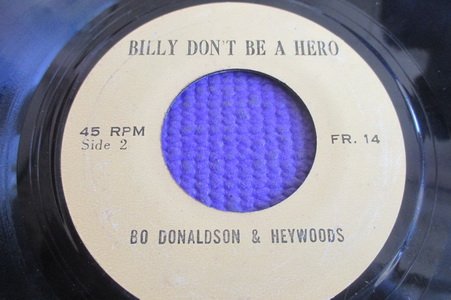 BILLY DON'T BE A HERO
45 RPM
Side 2
FR. 14
BO DONALDSON & HEYWOODS